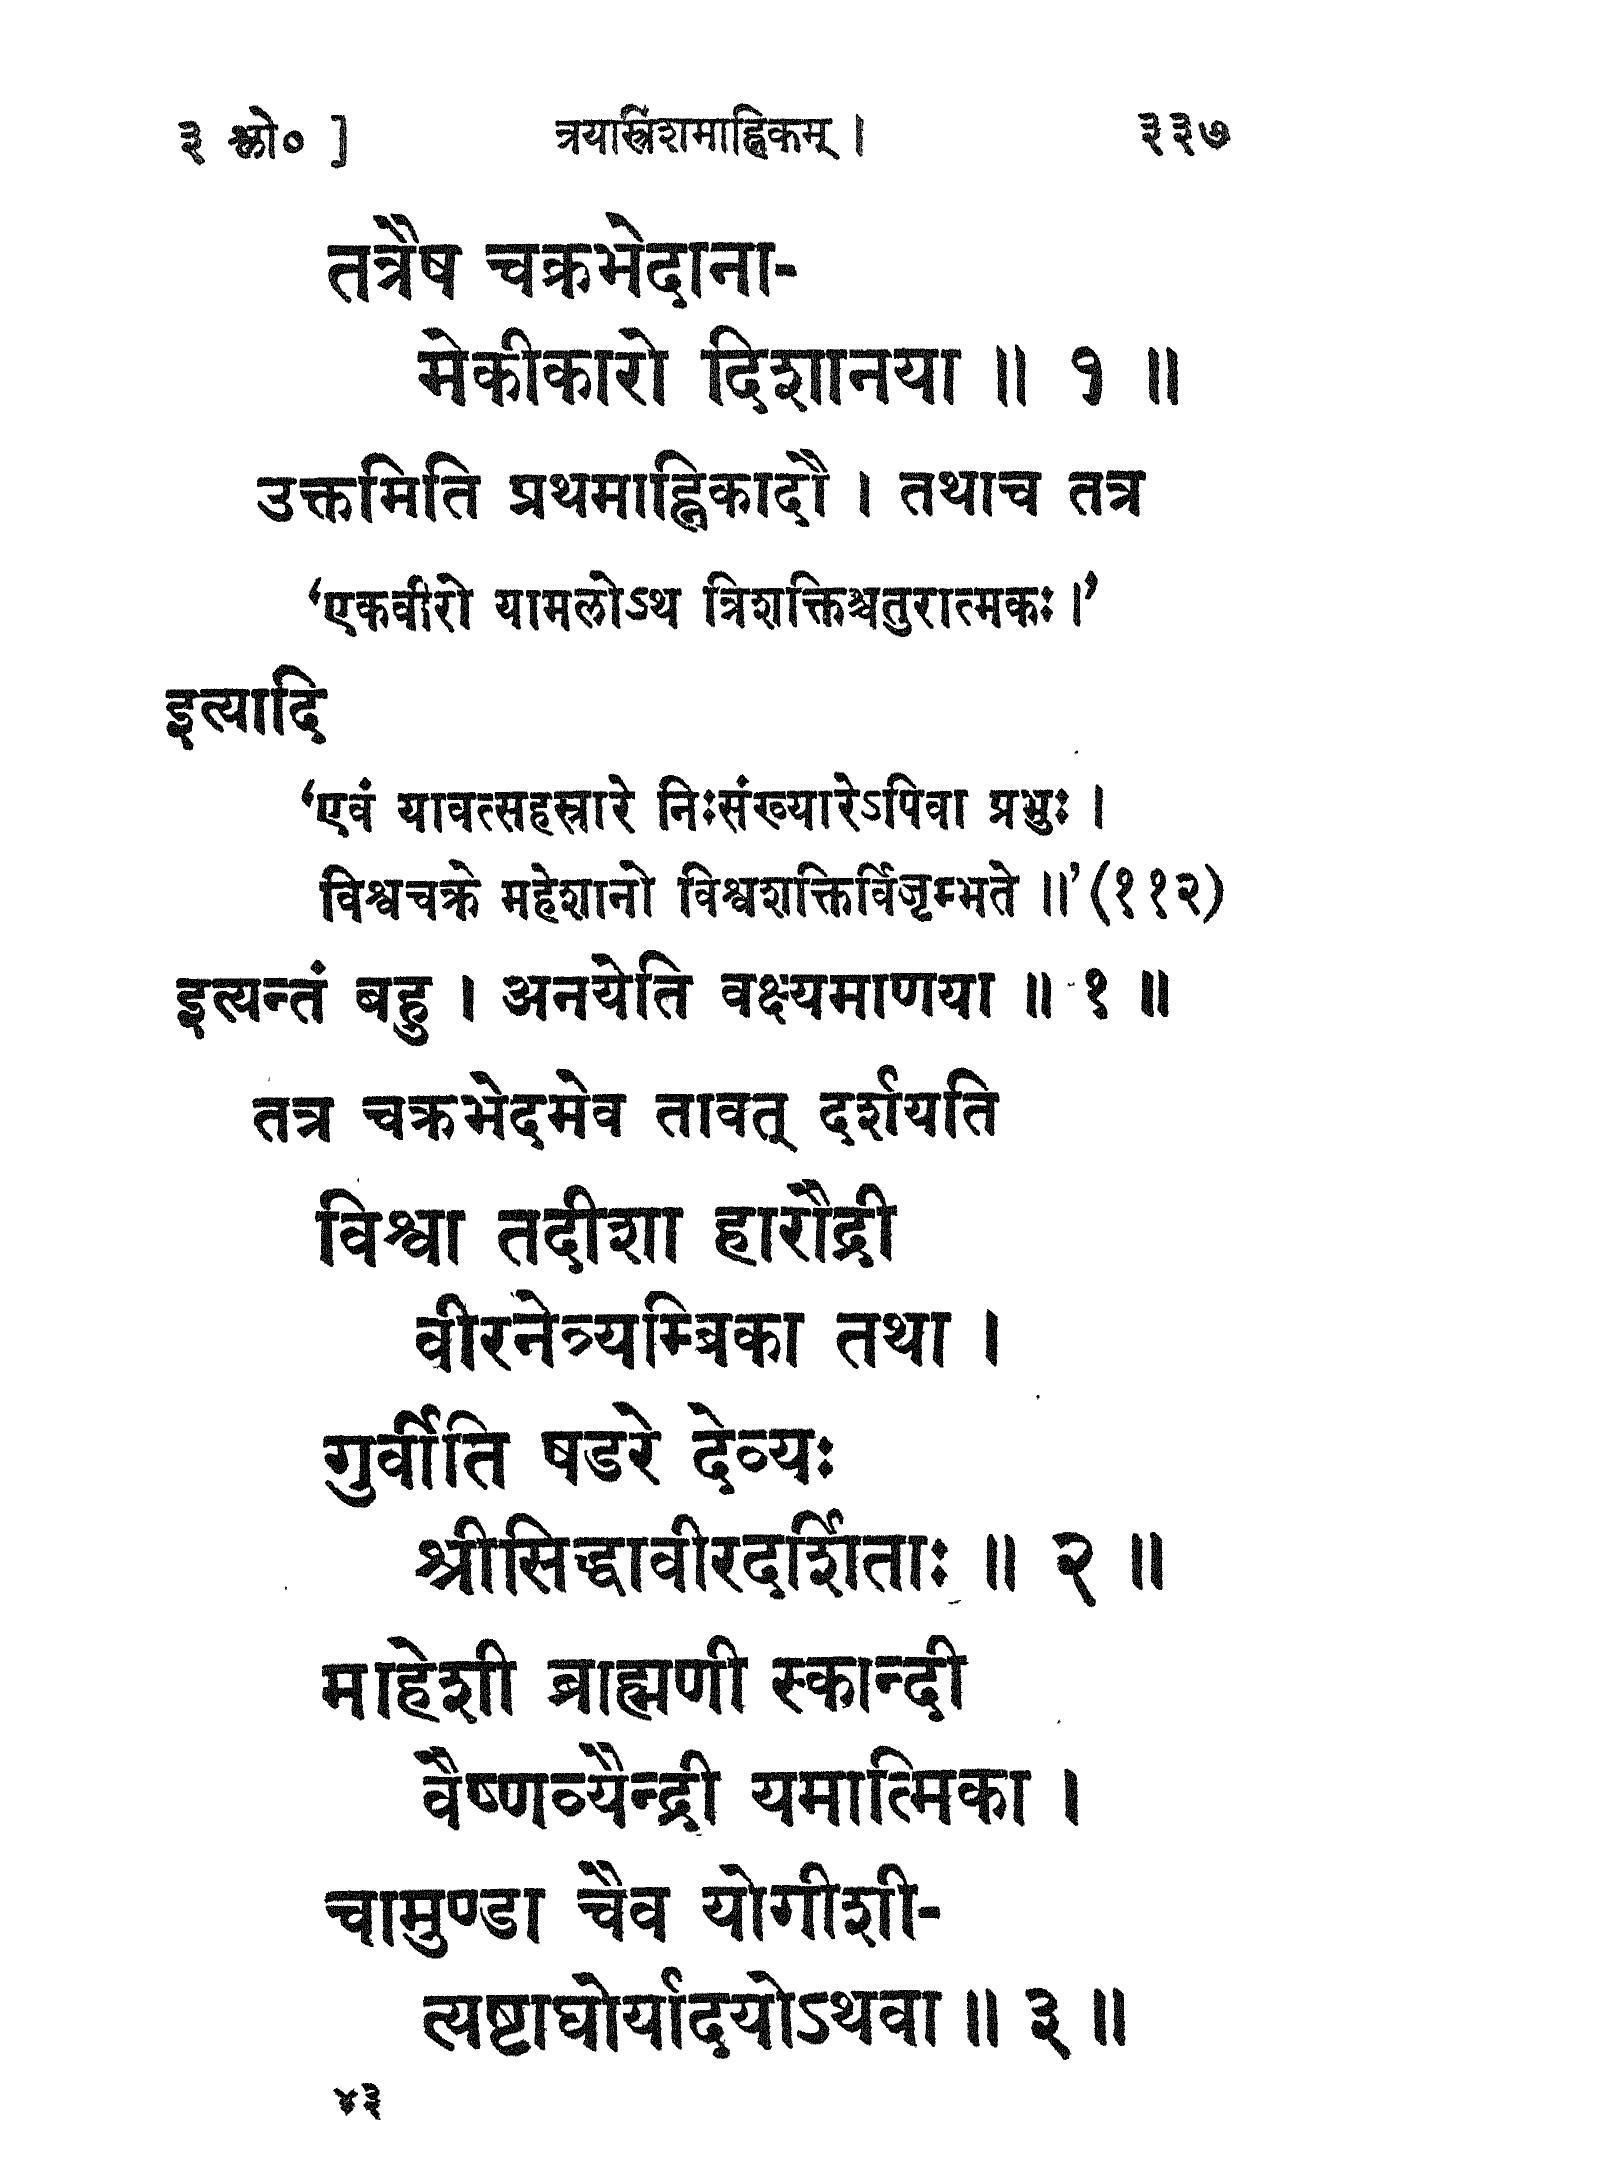 ३ श्लो० ] त्रयास्त्रिंशमाह्निकम् । ३३७
तत्रैष चक्रभेदाना-
मेकीकारो दिशानया ॥ १ ॥
उक्तमिति प्रथमाह्निकादौ । तथाच तत्र
‘एकवीरो यामलोऽथ त्रिशक्तिश्चतुरात्मकः ।’
इत्यादि
‘एवं यावत्सहस्रारे निःसंख्यारेऽपिवा प्रभुः ।
विश्वचक्रे महेशानो विश्वशक्तिर्विजृम्भते ॥’ (११२)
इत्यन्तं बहु । अनयेति वक्ष्यमाणया ॥ १ ॥
तत्र चक्रभेदमेव तावत् दर्शयति
विश्वा तदीशा हारौद्री
वीरनेत्र्यम्बिका तथा ।
गुर्वीति षडरे देव्यः
श्रीसिद्धावीरदर्शिताः ॥ २ ॥
माहेशी ब्राह्मणी स्कान्दी
वैष्णव्यैन्द्री यमात्मिका ।
चामुण्डा चैव योगीशी-
त्यष्टाघोर्यादयोऽथवा ॥ ३ ॥
४३